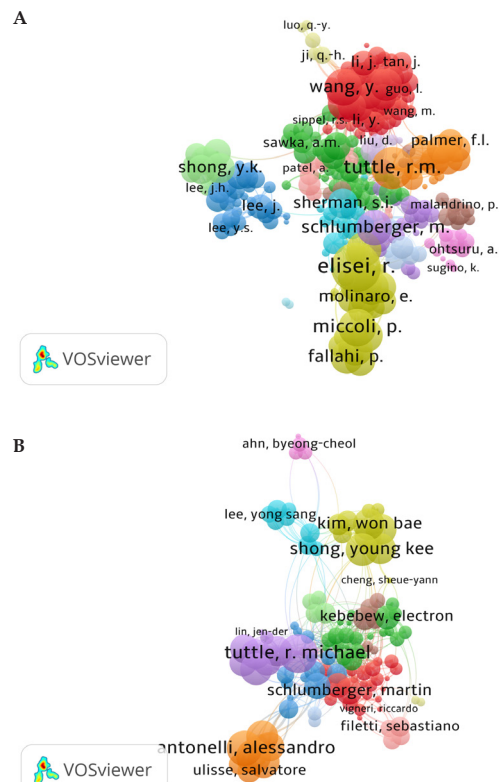 A
luo, q.-y.
ji, q.-h.
li, j. tan, j.
wang, y. guo, l.
wang, m.
sippel, r.s. li, y.
sawka, a.m. liu, d. palmer, f.l.
shong, y.k. patel, a. tuttle, r.m.
lee, j.h.
lee, j. sherman, s.i. malandrino, p.
lee, y.s. schlumberger, m.
ohtsuru, a.
elisei, r. sugino, k.
molinaro, e.
miccoli, p.
fallahi, p.
VOSviewer
B
ahn, byeong-cheol
lee, yong sang
kim, won bae
shong, young kee
cheng, sheue-yann
kebebew, electron
lin, jen-der
tuttle, r. michael
schlumberger, martin
vigneri, riccardo
filetti, sebastiano
antonelli, alessandro
ulisse, salvatore
VOSviewer